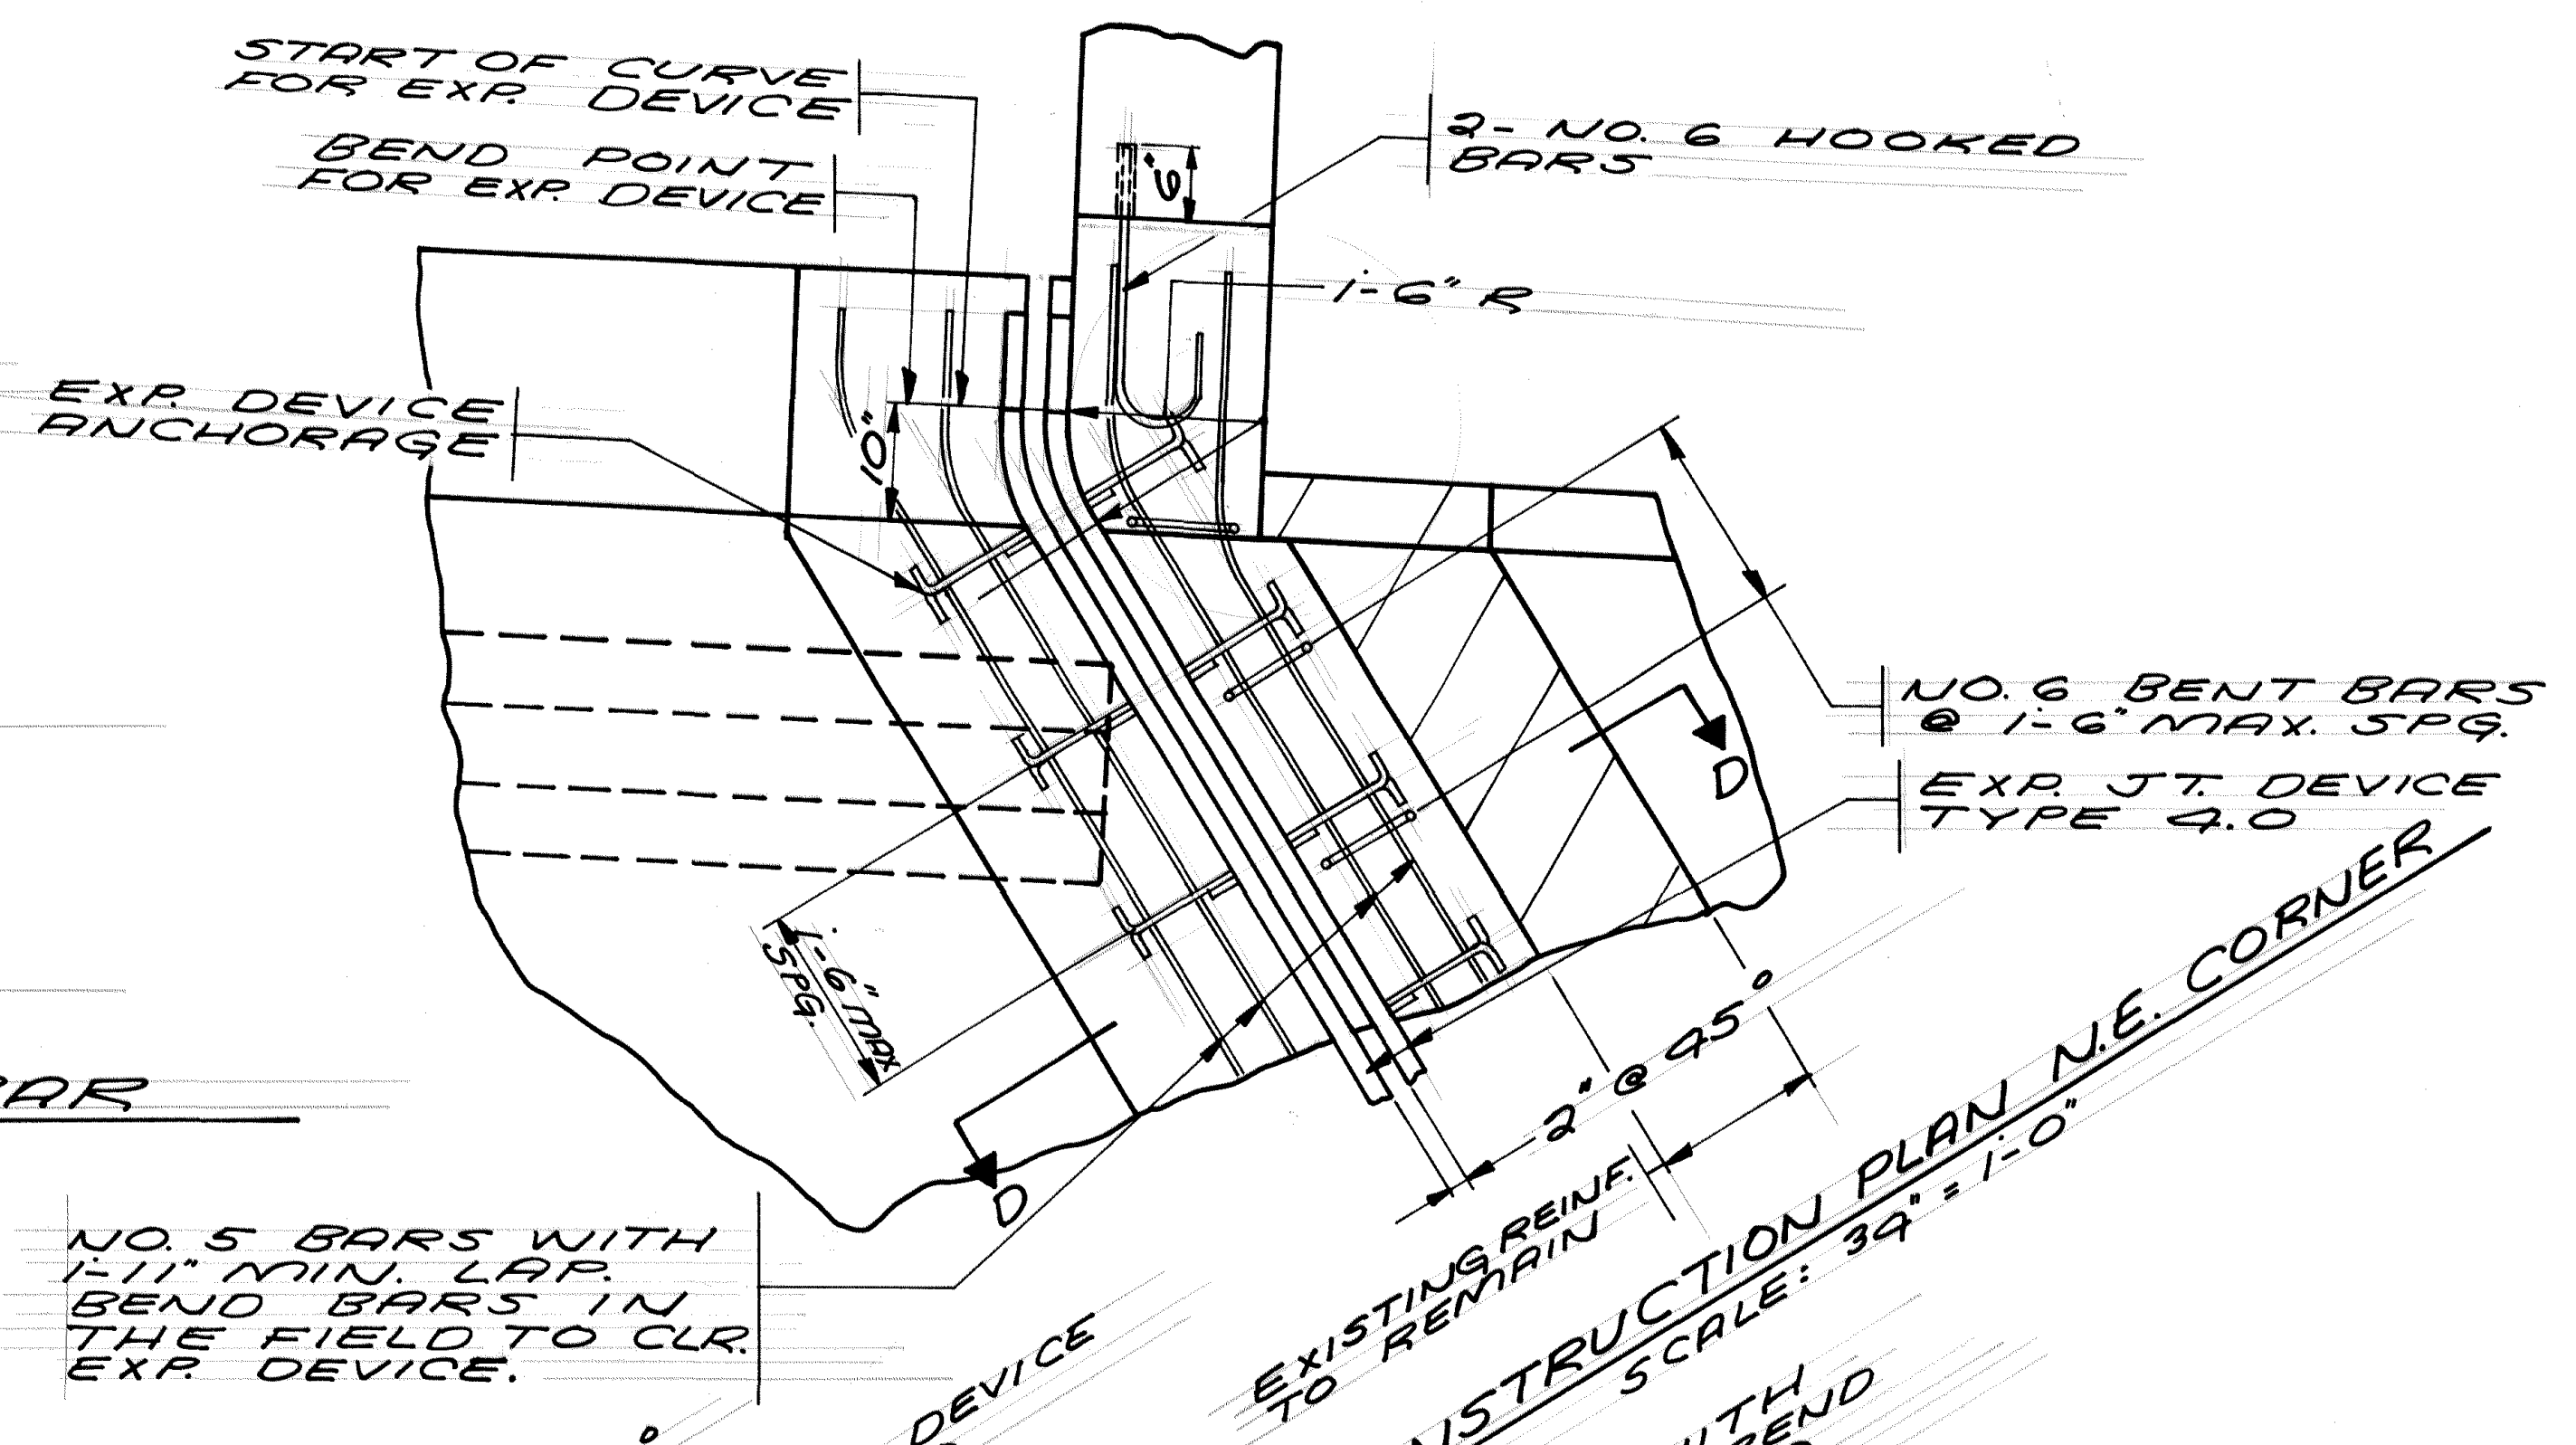 START OF CURVE
FOR EXP. DEVICE
BEND POINT
FOR EXP. DEVICE
2- NO. 6 HOOKED
BARS
6"
1'-6" R
EXP. DEVICE
ANCHORAGE
10"
NO. 6 BENT BARS
@ 1'-6" MAX. SPG.
D
EXP. JT. DEVICE
TYPE 4.0
1'-6" MAX
SPG.
2" @ 45°
BAR
D
NO. 5 BARS WITH
1'-11" MIN. LAP.
BEND BARS IN
THE FIELD TO CLR.
EXP. DEVICE.
EXISTING REINF.
TO REMAIN
NSTRUCTION PLAN N.E. CORNER
SCALE: 3/4" = 1'-0"
DEVICE
WITH
BEND